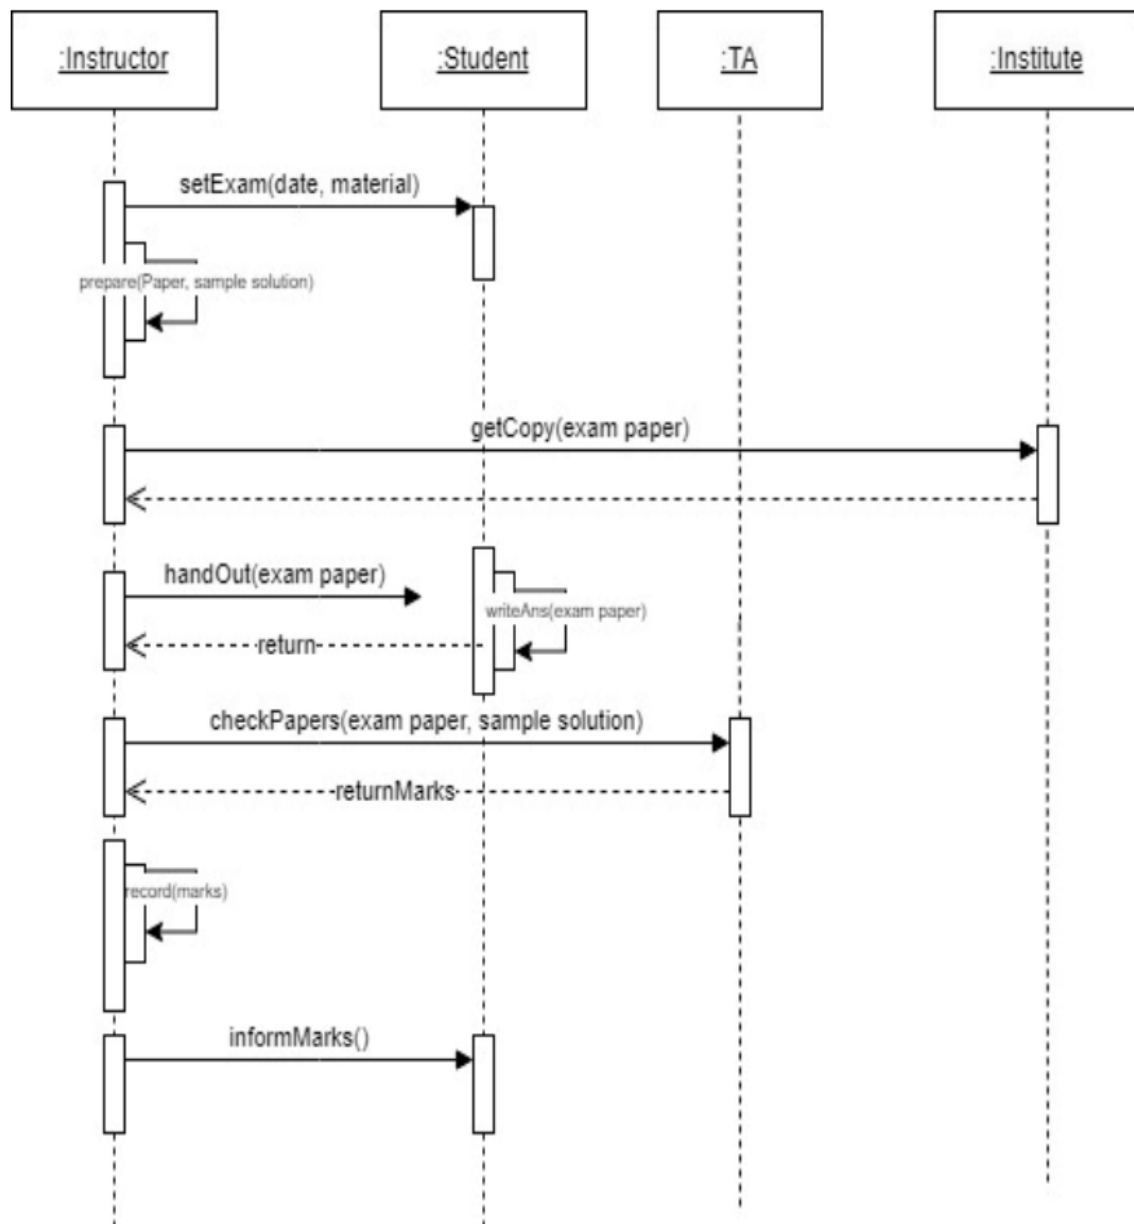 :Instructor
:Student
:TA
:Institute
setExam(date, material)
prepare(Paper, sample solution)
getCopy(exam paper)
handOut(exam paper)
writeAns(exam paper)
return
checkPapers(exam paper, sample solution)
returnMarks
record(marks)
informMarks()